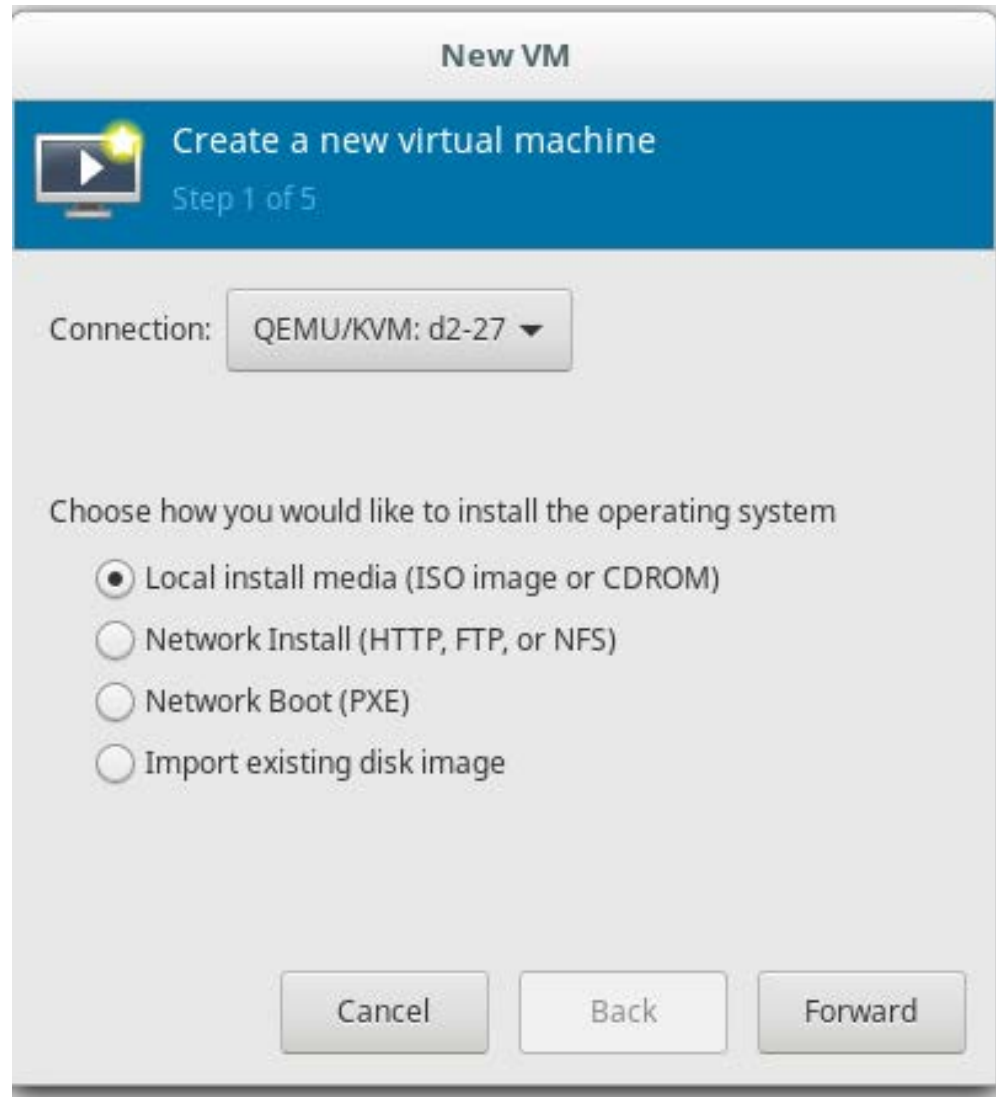 New VM
Create a new virtual machine
Step 1 of 5
Connection: QEMU/KVM: d2-27
Choose how you would like to install the operating system
Local install media (ISO image or CDROM)
Network Install (HTTP, FTP, or NFS)
Network Boot (PXE)
Import existing disk image
Cancel Back Forward